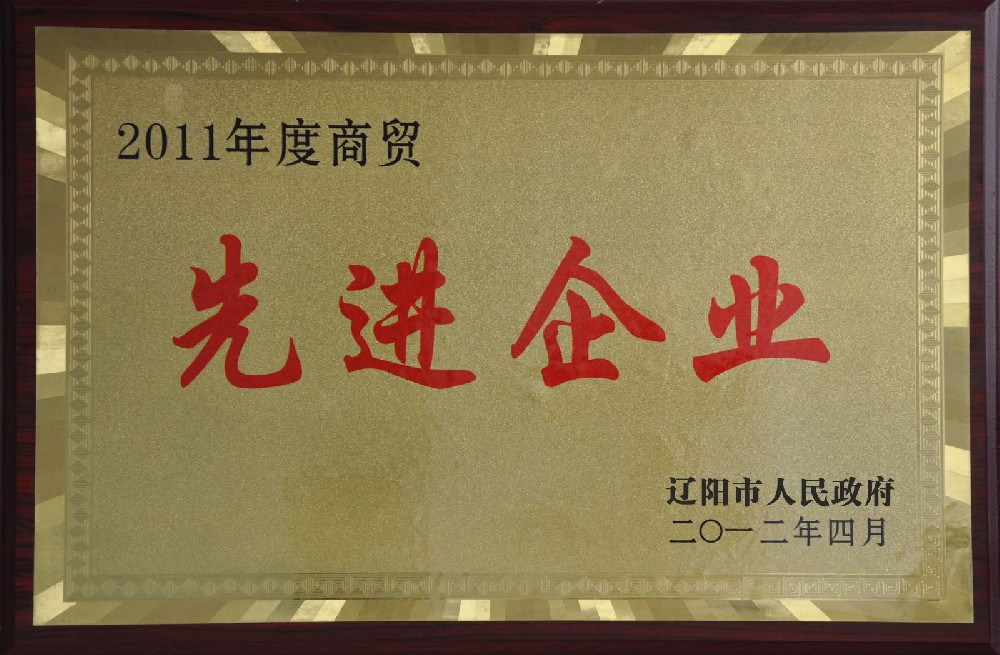 2011年度商贸
先进企业
辽阳市人民政府
二〇一二年四月